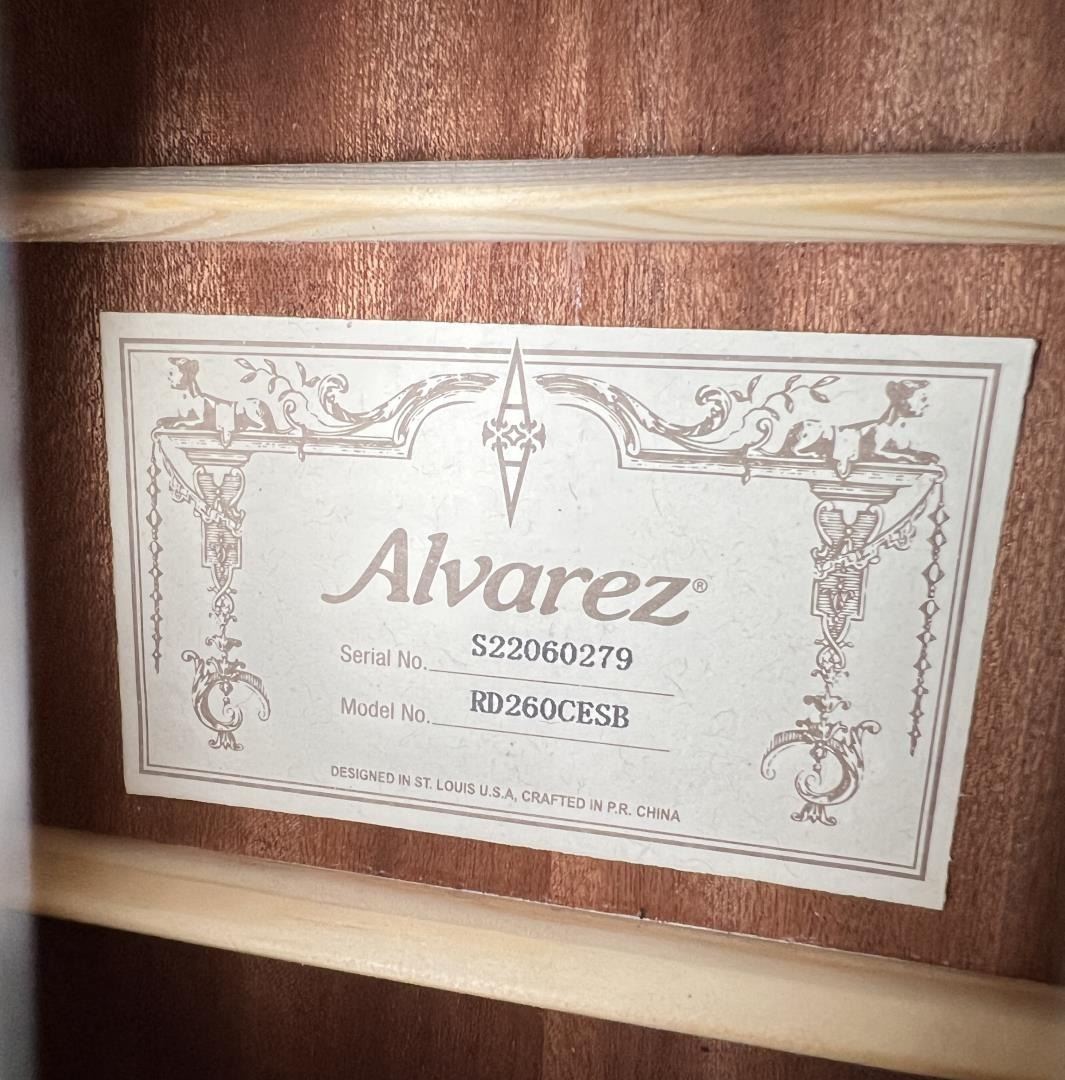 Alvarez®
Serial No. S22060279
Model No. RD260CESB
DESIGNED IN ST. LOUIS U.S.A, CRAFTED IN P.R. CHINA